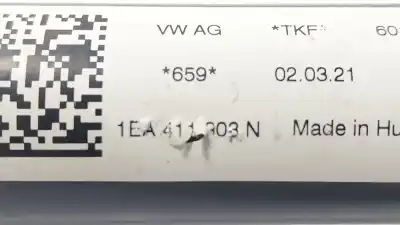 VW AG *TKF* 60
*659* 02.03.21
1EA 411 303 N Made in Hu